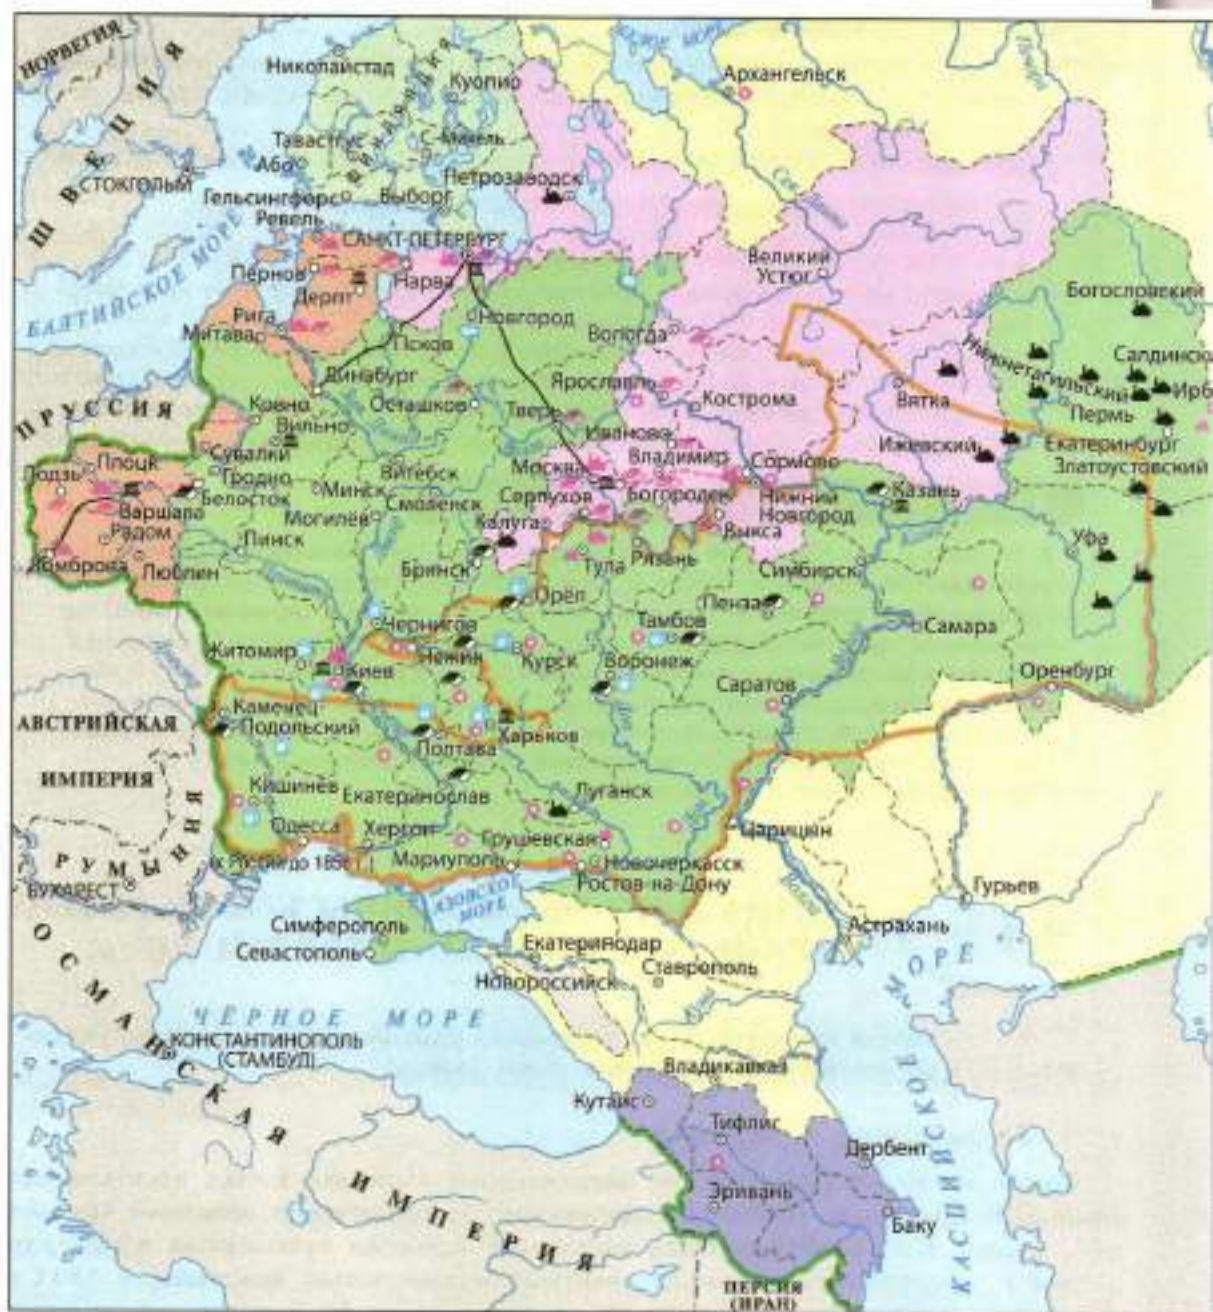 НОРВЕГИЯ
ШВЕЦИЯ
СТОКГОЛЬМ
БАЛТИЙСКОЕ МОРЕ
Николайстад
Куопио
Тавастгус
Або
Гельсингфорс
Выборг
Ревель
Петрозаводск
Архангельск
САНКТ-ПЕТЕРБУРГ
Пернов
Нарва
Дерпт
Великий
Устюг
Богословский
Рига
Митава
Новгород
Псков
Вологда
Нижнетагильский
Динабург
Осташков
Ярославль
Кострома
Вятка
Пермь
ПРУССИЯ
Ковно
Вильно
Тверь
Иваново
Ижевский
Екатеринбург
Златоустовский
Сувалки
Гродно
Белосток
Витебск
Минск
Смоленск
Москва
Владимир
Сормово
Лодзь
Плоцк
Варшава
Радом
Могилёв
Серпухов
Богородск
Нижний
Новгород
Казань
Калуга
Выкса
Домброва
Люблин
Пинск
Брянск
Тула
Рязань
Симбирск
Уфа
Орёл
Пенза
Чернигов
Тамбов
Самара
Житомир
Киев
Нежин
Курск
Воронеж
Оренбург
Саратов
АВСТРИЙСКАЯ
ИМПЕРИЯ
Каменец
Подольский
Полтава
Харьков
Кишинёв
Екатеринослав
Луганск
Одесса
Херсон
Грушевская
Царицын
РУМЫНИЯ
БУХАРЕСТ
Мариуполь
Новочеркасск
Ростов-на-Дону
Гурьев
АЗОВСКОЕ
МОРЕ
Симферополь
Севастополь
Екатеринодар
Ставрополь
Новороссийск
Астрахань
ЧЁРНОЕ МОРЕ
КОНСТАНТИНОПОЛЬ
(СТАМБУЛ)
ОСМАНСКАЯ ИМПЕРИЯ
Владикавказ
Кутаис
Тифлис
Дербент
Эривань
Баку
КАСПИЙСКОЕ МОРЕ
ПЕРСИЯ
(ИРАН)